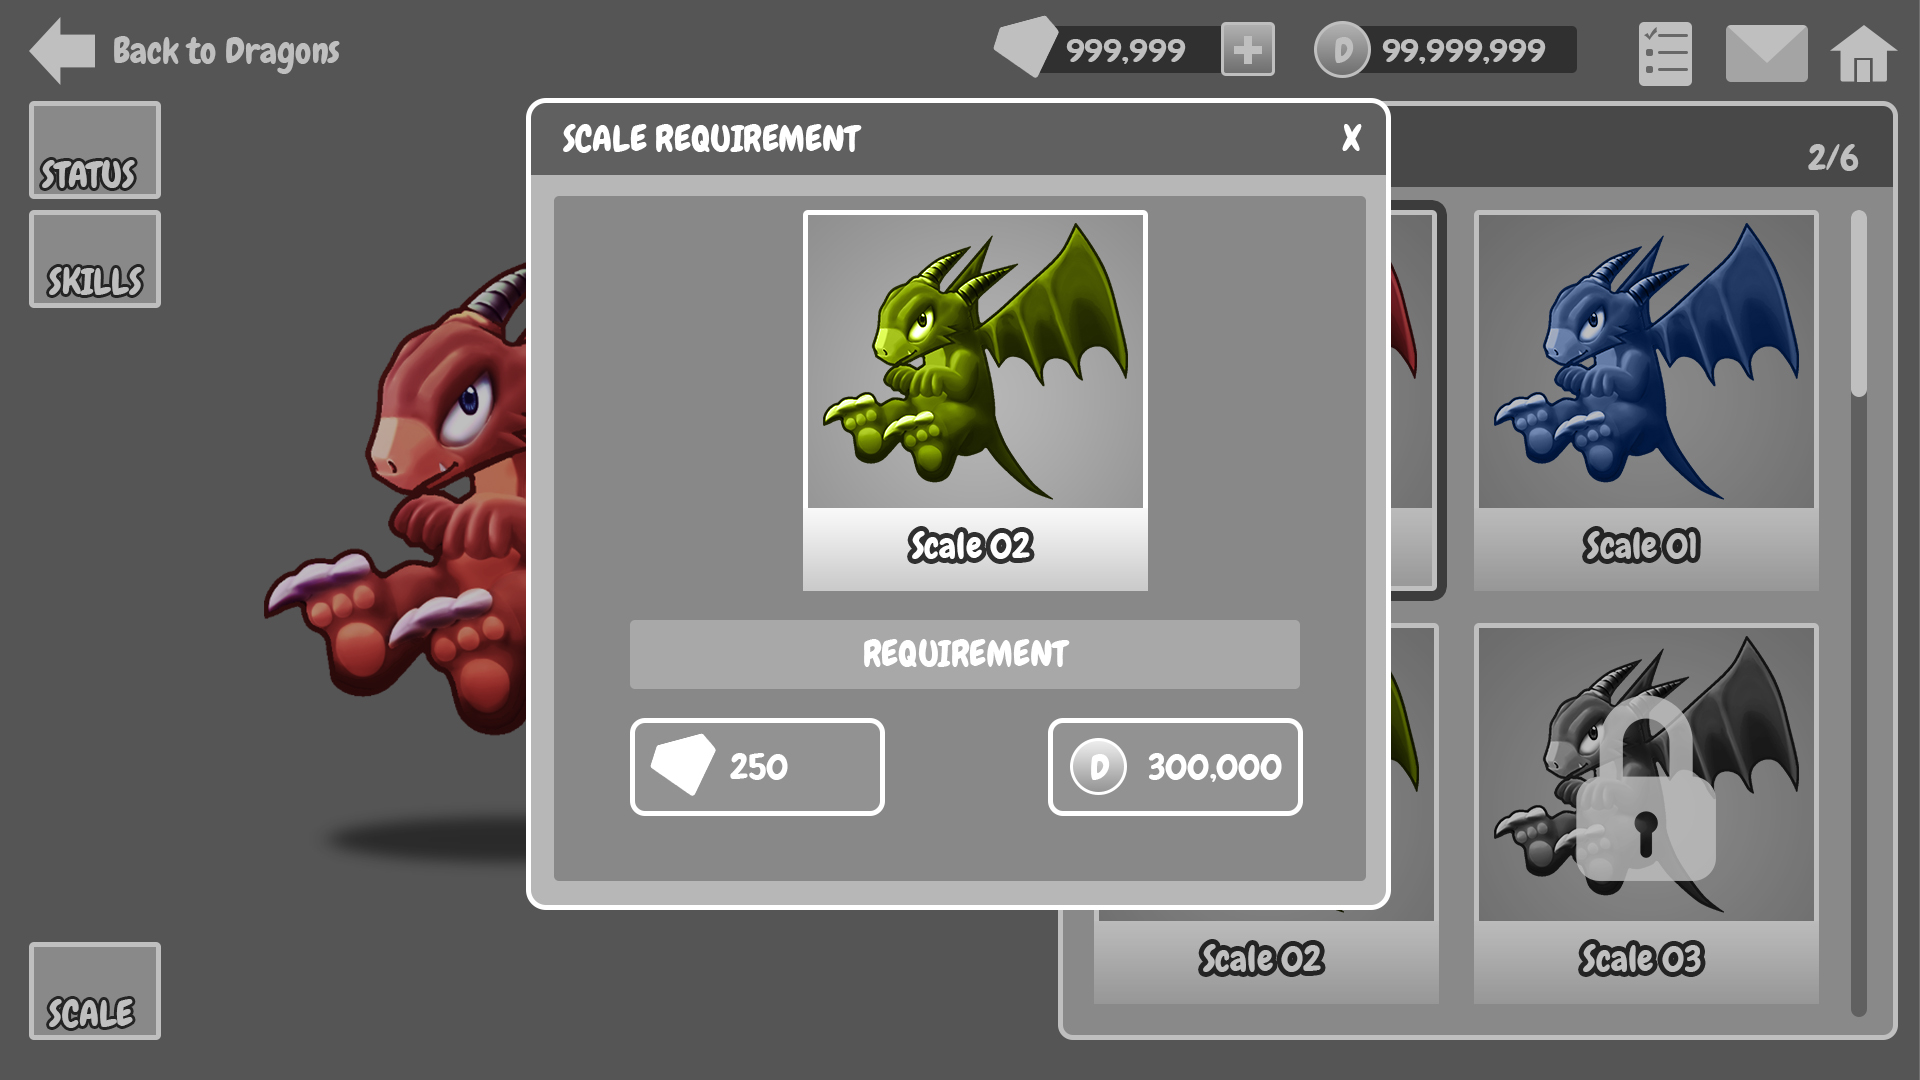 Back to Dragons
999,999
D
99,999,999
STATUS
SKILLS
SCALE
SCALE REQUIREMENT
X
Scale 02
REQUIREMENT
250
D
300,000
2/6
Scale 01
Scale 02
Scale 03